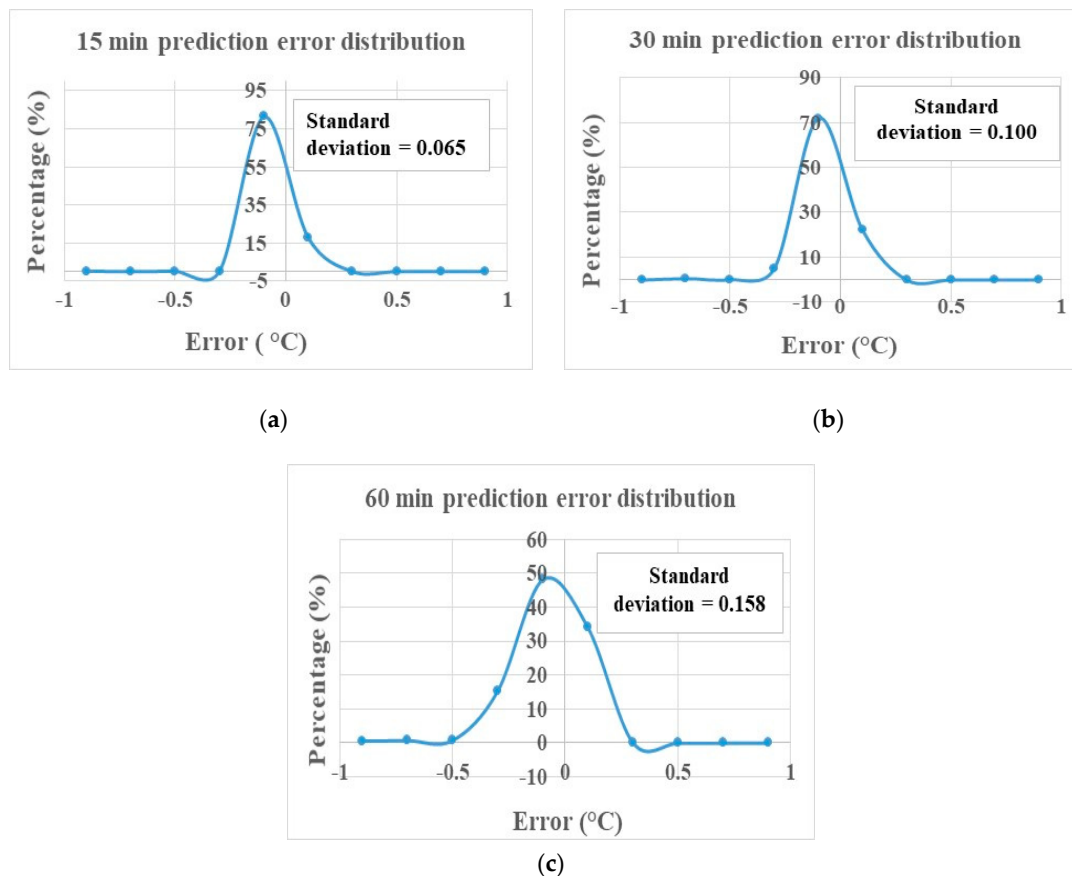 15 min prediction error distribution
95
75
55
35
15
-5
-1
-0.5
0
0.5
1
Standard
deviation = 0.065
Percentage (%)
Error ( °C)
(a)
30 min prediction error distribution
90
70
50
30
10
-10
-1
-0.5
0
0.5
1
Standard
deviation = 0.100
Percentage (%)
Error (°C)
(b)
60 min prediction error distribution
60
50
40
30
20
10
0
-10
-1
-0.5
0
0.5
1
Standard
deviation = 0.158
Percentage (%)
Error (°C)
(c)